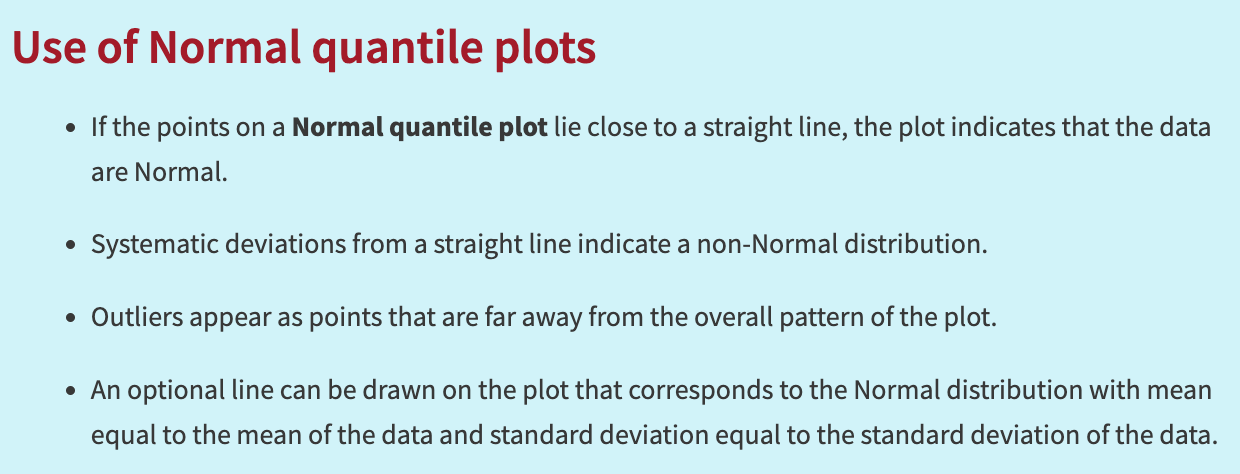 Use of Normal quantile plots
• If the points on a Normal quantile plot lie close to a straight line, the plot indicates that the data
are Normal.
• Systematic deviations from a straight line indicate a non-Normal distribution.
• Outliers appear as points that are far away from the overall pattern of the plot.
• An optional line can be drawn on the plot that corresponds to the Normal distribution with mean
equal to the mean of the data and standard deviation equal to the standard deviation of the data.